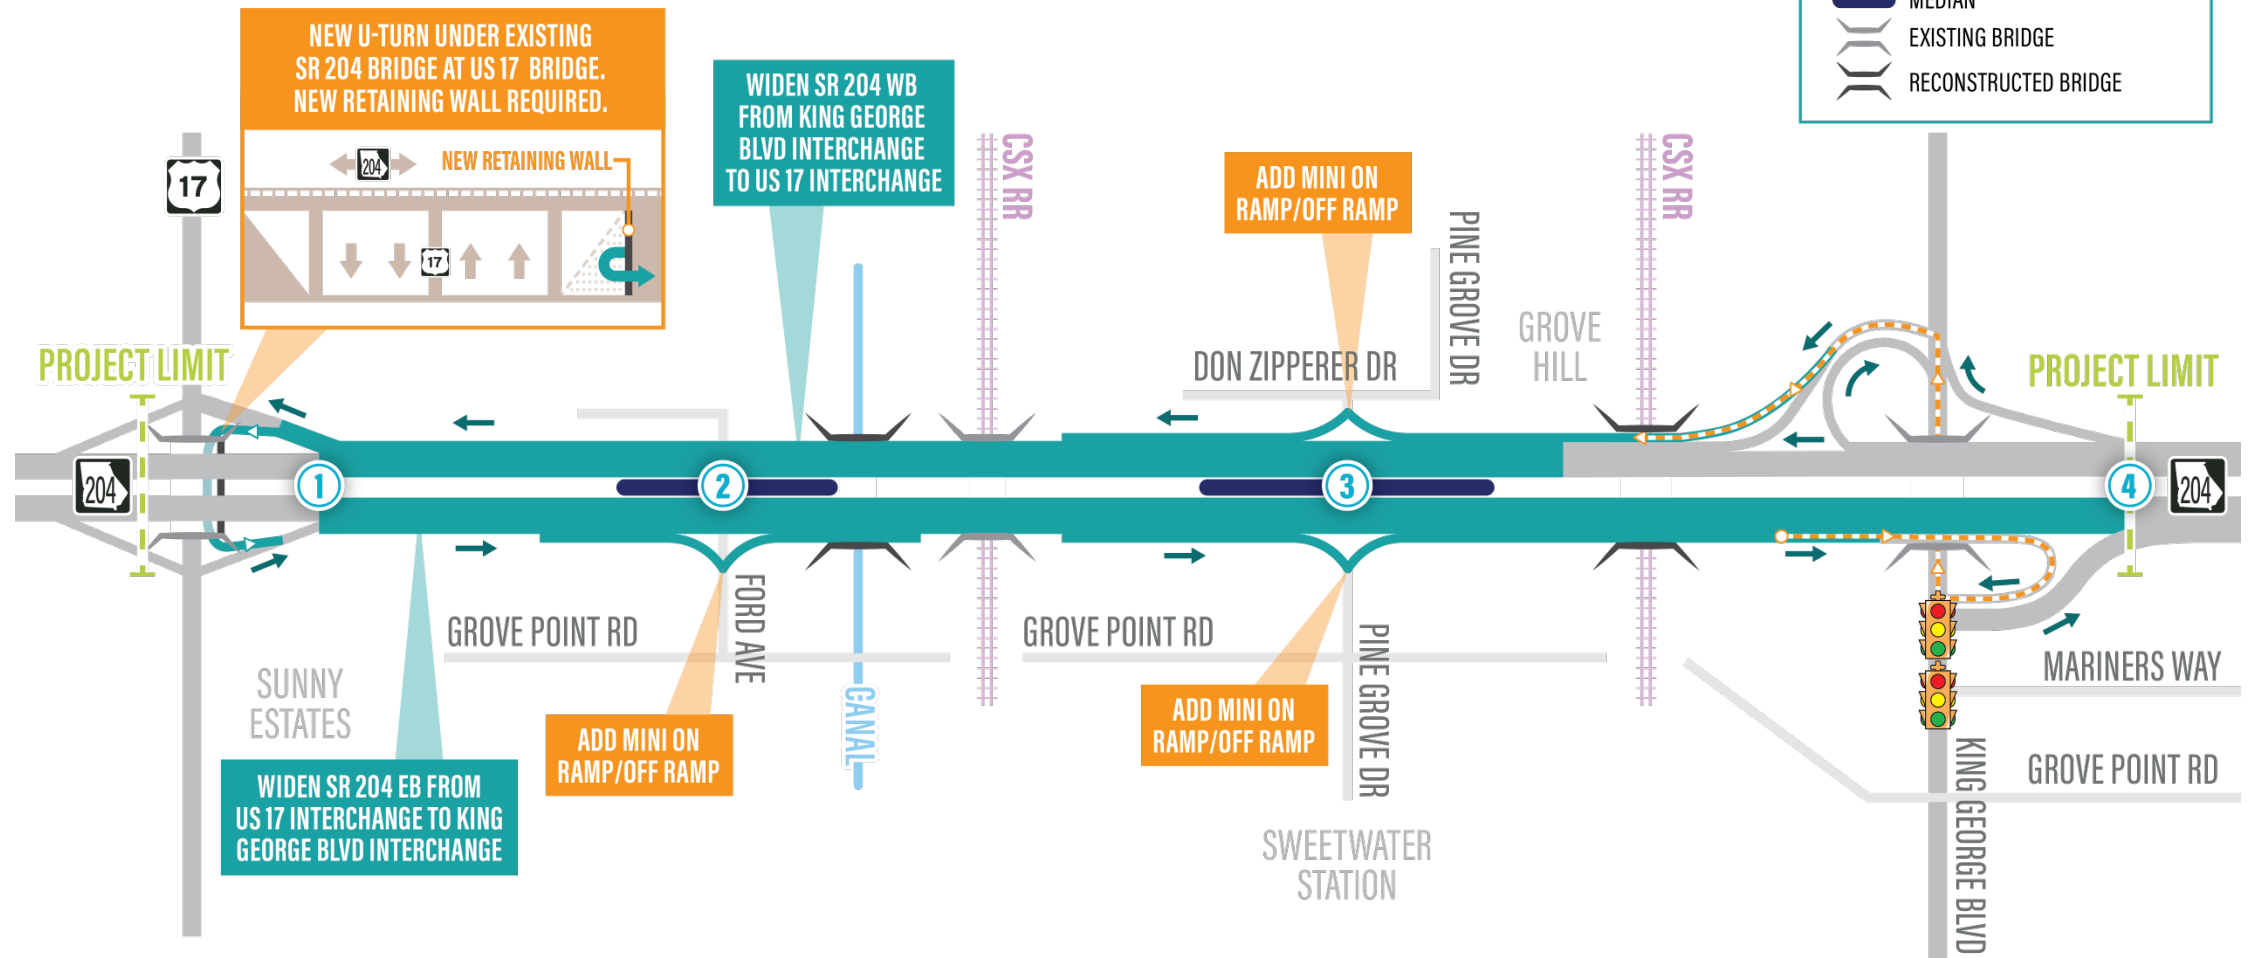 MEDIAN
EXISTING BRIDGE
RECONSTRUCTED BRIDGE
NEW U-TURN UNDER EXISTING
SR 204 BRIDGE AT US 17 BRIDGE.
NEW RETAINING WALL REQUIRED.
204
NEW RETAINING WALL
17
17
WIDEN SR 204 WB
FROM KING GEORGE
BLVD INTERCHANGE
TO US 17 INTERCHANGE
CSX RR
ADD MINI ON
RAMP/OFF RAMP
CSX RR
PINE GROVE DR
GROVE
HILL
DON ZIPPERER DR
PROJECT LIMIT
PROJECT LIMIT
204
1
2
3
4
204
FORD AVE
GROVE POINT RD
GROVE POINT RD
PINE GROVE DR
SUNNY
ESTATES
CANAL
MARINERS WAY
ADD MINI ON
RAMP/OFF RAMP
ADD MINI ON
RAMP/OFF RAMP
WIDEN SR 204 EB FROM
US 17 INTERCHANGE TO KING
GEORGE BLVD INTERCHANGE
SWEETWATER
STATION
KING GEORGE BLVD
GROVE POINT RD